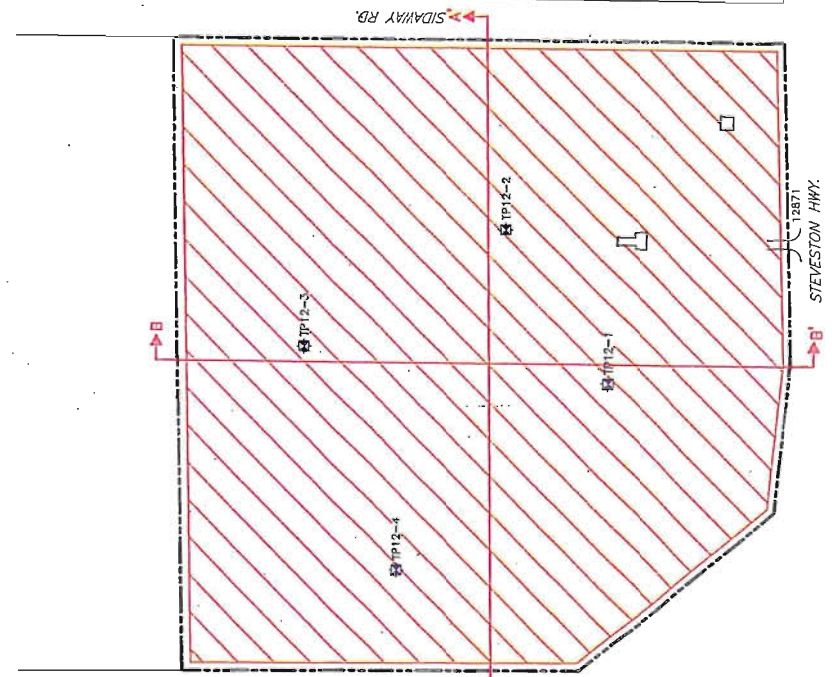 SIDAWAY RD.
A'
TP12-2
12871
STEVESTON HWY.
B
TP12-3
B'
TP12-1
TP12-4